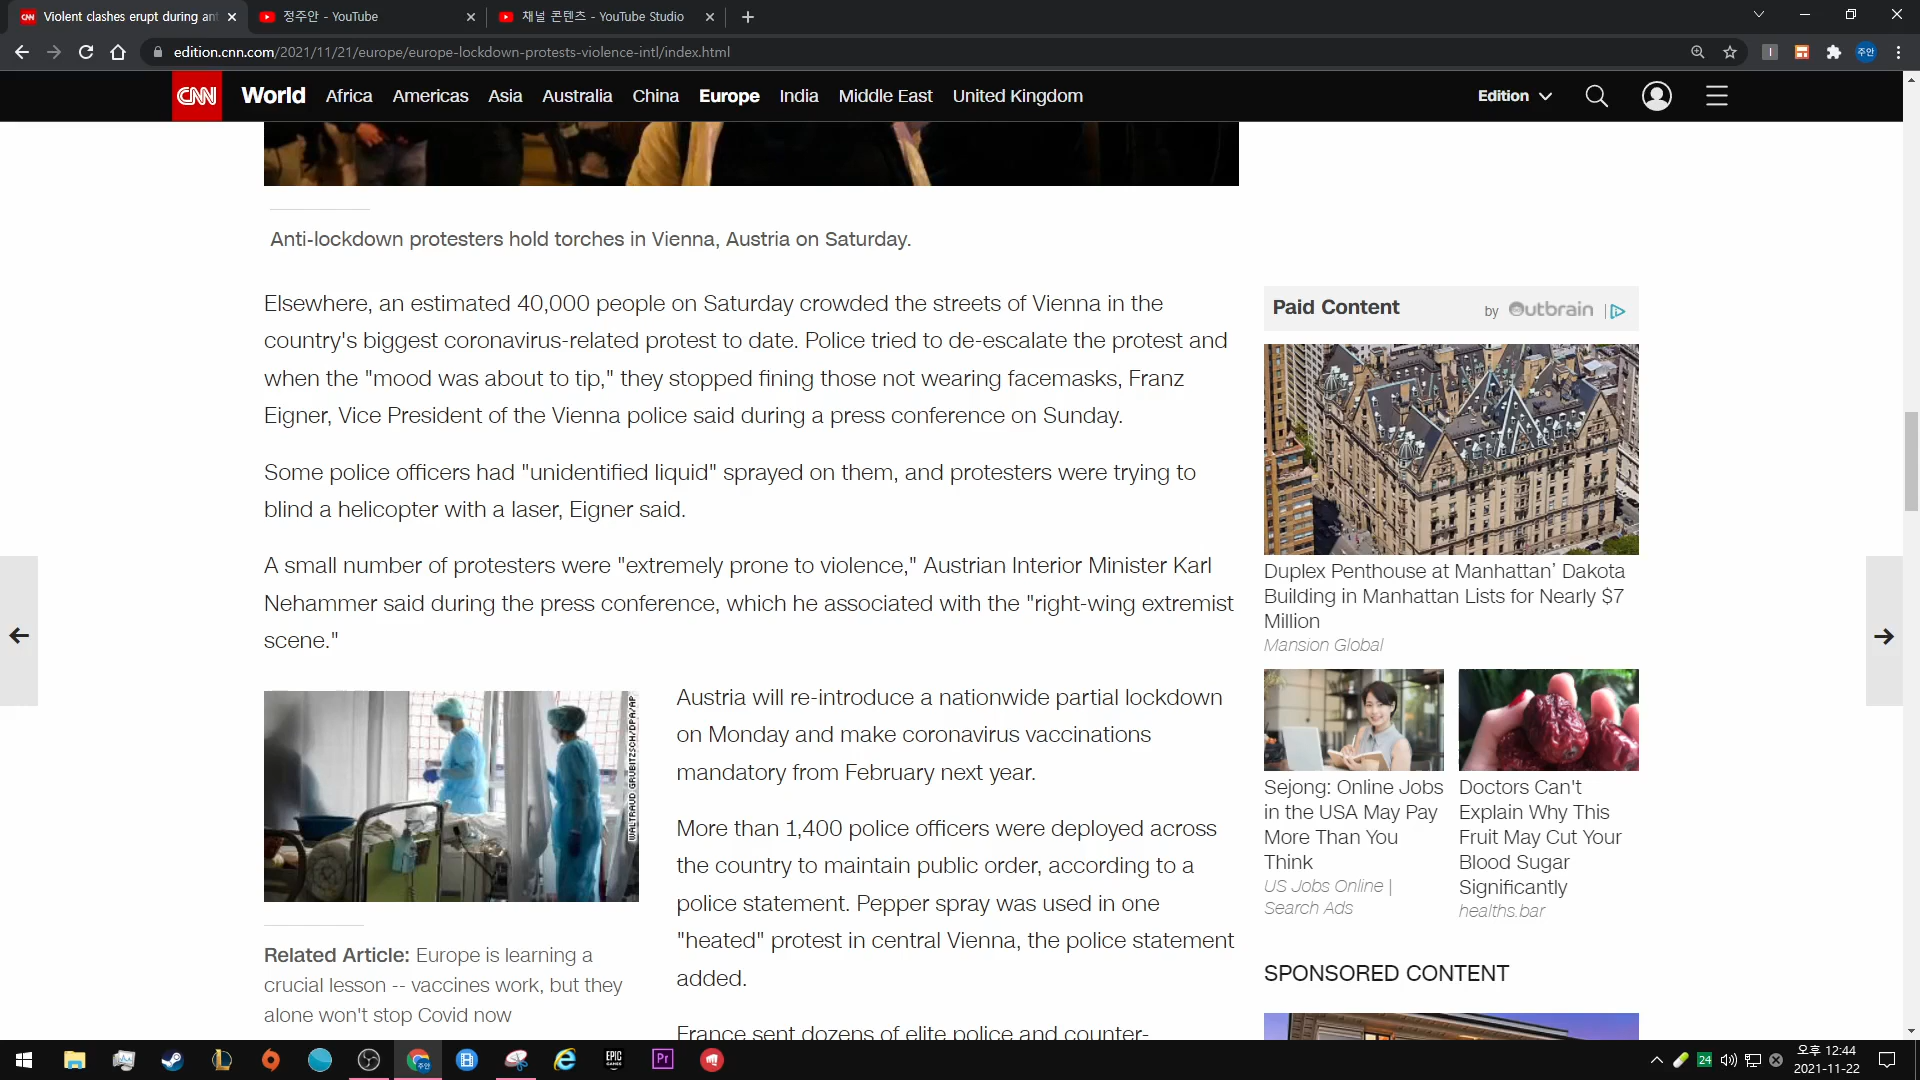 Violent clashes erupt during an
정주안 - YouTube
채널 콘텐츠 - YouTube Studio
edition.cnn.com/2021/11/21/europe/europe-lockdown-protests-violence-intl/index.html
주안
CNN World Africa Americas Asia Australia China Europe India Middle East United Kingdom
Edition
Anti-lockdown protesters hold torches in Vienna, Austria on Saturday.
Elsewhere, an estimated 40,000 people on Saturday crowded the streets of Vienna in the
country's biggest coronavirus-related protest to date. Police tried to de-escalate the protest and
when the "mood was about to tip," they stopped fining those not wearing facemasks, Franz
Eigner, Vice President of the Vienna police said during a press conference on Sunday.
Some police officers had "unidentified liquid" sprayed on them, and protesters were trying to
blind a helicopter with a laser, Eigner said.
A small number of protesters were "extremely prone to violence," Austrian Interior Minister Karl
Nehammer said during the press conference, which he associated with the "right-wing extremist
scene."
WALTRAUD GRUBITZSCH/DPA/AP
Related Article: Europe is learning a
crucial lesson -- vaccines work, but they
alone won't stop Covid now
Austria will re-introduce a nationwide partial lockdown
on Monday and make coronavirus vaccinations
mandatory from February next year.
More than 1,400 police officers were deployed across
the country to maintain public order, according to a
police statement. Pepper spray was used in one
"heated" protest in central Vienna, the police statement
added.
France sent dozens of elite police and counter-
Paid Content
by Outbrain
Duplex Penthouse at Manhattan’ Dakota
Building in Manhattan Lists for Nearly $7
Million
Mansion Global
Sejong: Online Jobs
in the USA May Pay
More Than You
Think
US Jobs Online |
Search Ads
Doctors Can't
Explain Why This
Fruit May Cut Your
Blood Sugar
Significantly
healths.bar
SPONSORED CONTENT
주안
EPIC
GAMES
Pr
24
오후 12:44
2021-11-22